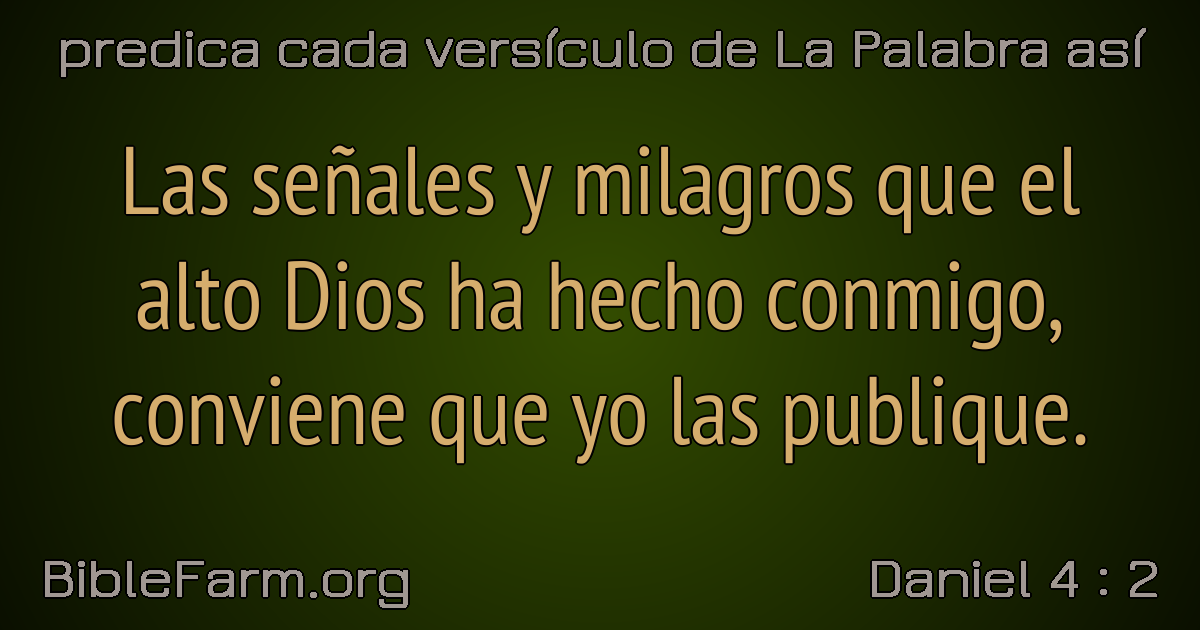 predica cada versículo de La Palabra así
Las señales y milagros que el
alto Dios ha hecho conmigo,
conviene que yo las publique.
BibleFarm.org
Daniel 4 : 2